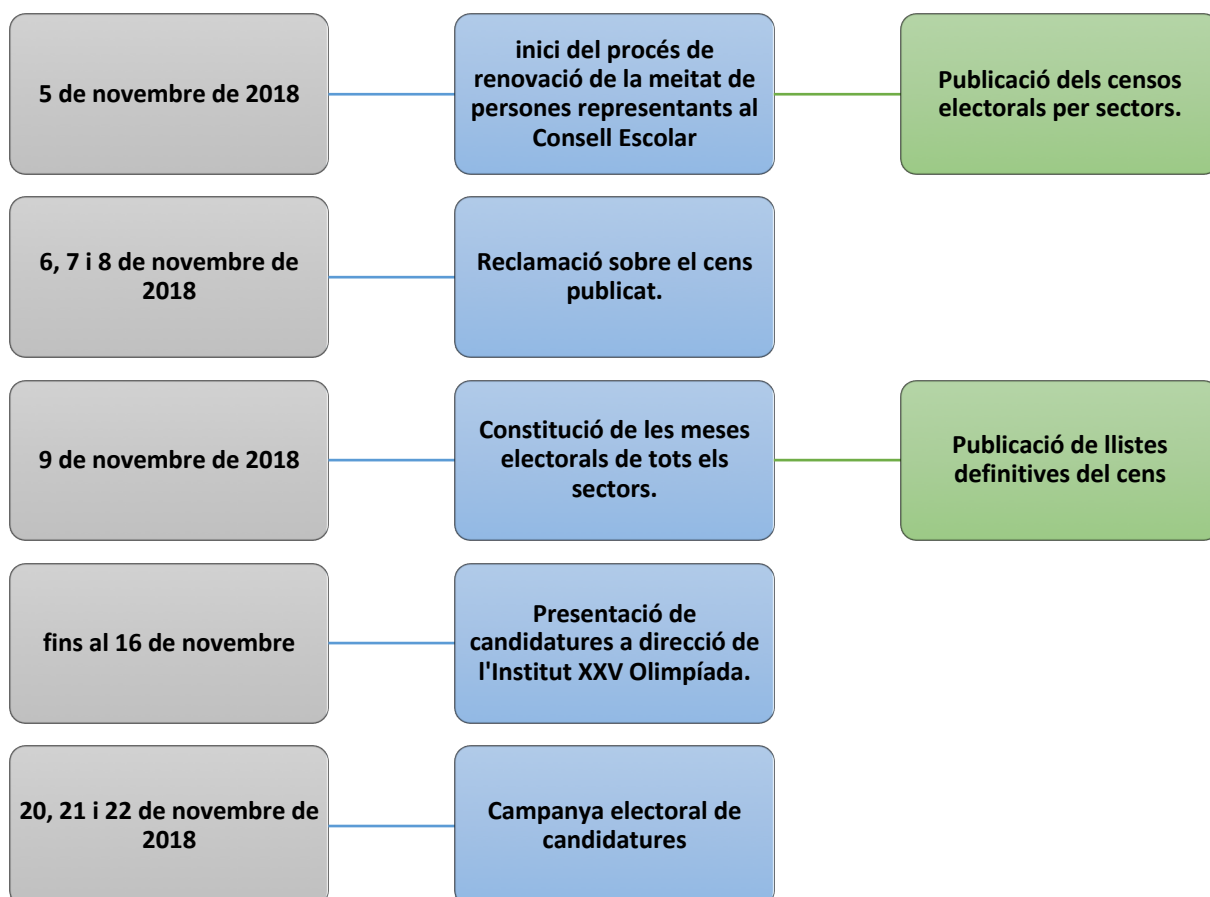 5 de novembre de 2018
inici del procés de
renovació de la meitat de
persones representants al
Consell Escolar
Publicació dels censos
electorals per sectors.
6, 7 i 8 de novembre de
2018
Reclamació sobre el cens
publicat.
9 de novembre de 2018
Constitució de les meses
electorals de tots els
sectors.
Publicació de llistes
definitives del cens
fins al 16 de novembre
Presentació de
candidatures a direcció de
l'Institut XXV Olimpíada.
20, 21 i 22 de novembre de
2018
Campanya electoral de
candidatures